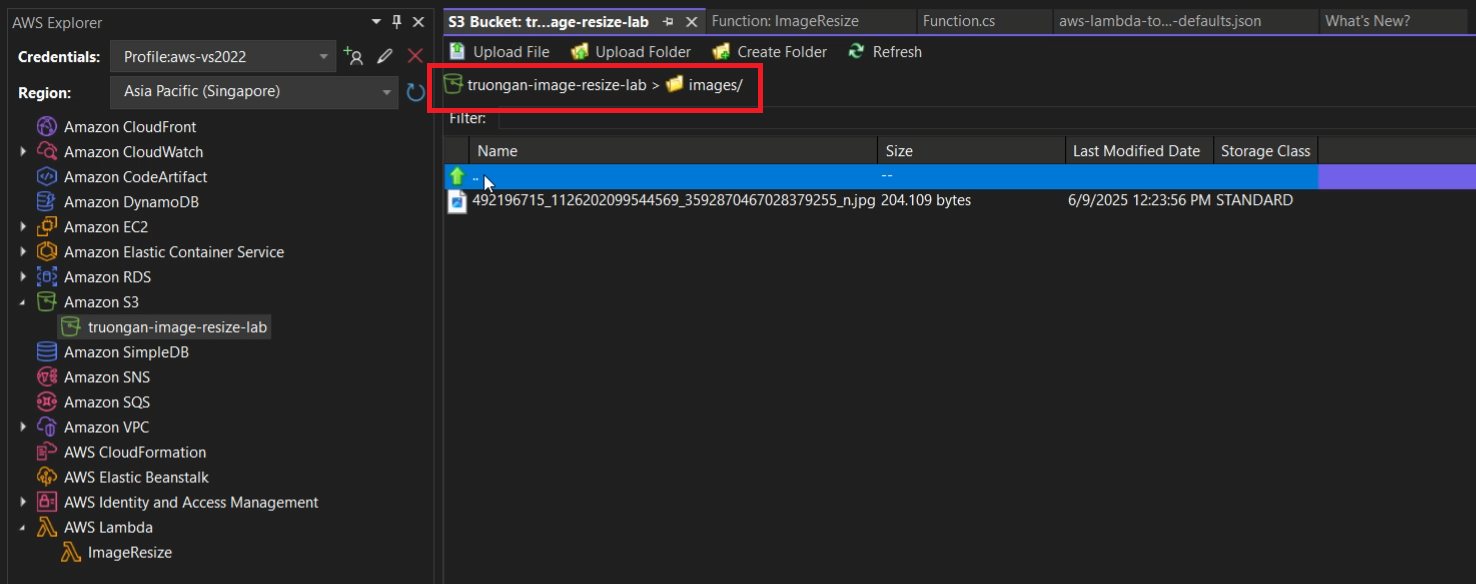 AWS Explorer
Credentials: Profile:aws-vs2022
Region: Asia Pacific (Singapore)
Amazon CloudFront
Amazon CloudWatch
Amazon CodeArtifact
Amazon DynamoDB
Amazon EC2
Amazon Elastic Container Service
Amazon RDS
Amazon S3
truongan-image-resize-lab
Amazon SimpleDB
Amazon SNS
Amazon SQS
Amazon VPC
AWS CloudFormation
AWS Elastic Beanstalk
AWS Identity and Access Management
AWS Lambda
ImageResize
S3 Bucket: tr...age-resize-lab Function: ImageResize Function.cs aws-lambda-to...-defaults.json What's New?
Upload File Upload Folder Create Folder Refresh
truongan-image-resize-lab > images/
Filter:
Name Size Last Modified Date Storage Class
.. --
492196715_1126202099544569_3592870467028379255_n.jpg 204.109 bytes 6/9/2025 12:23:56 PM STANDARD